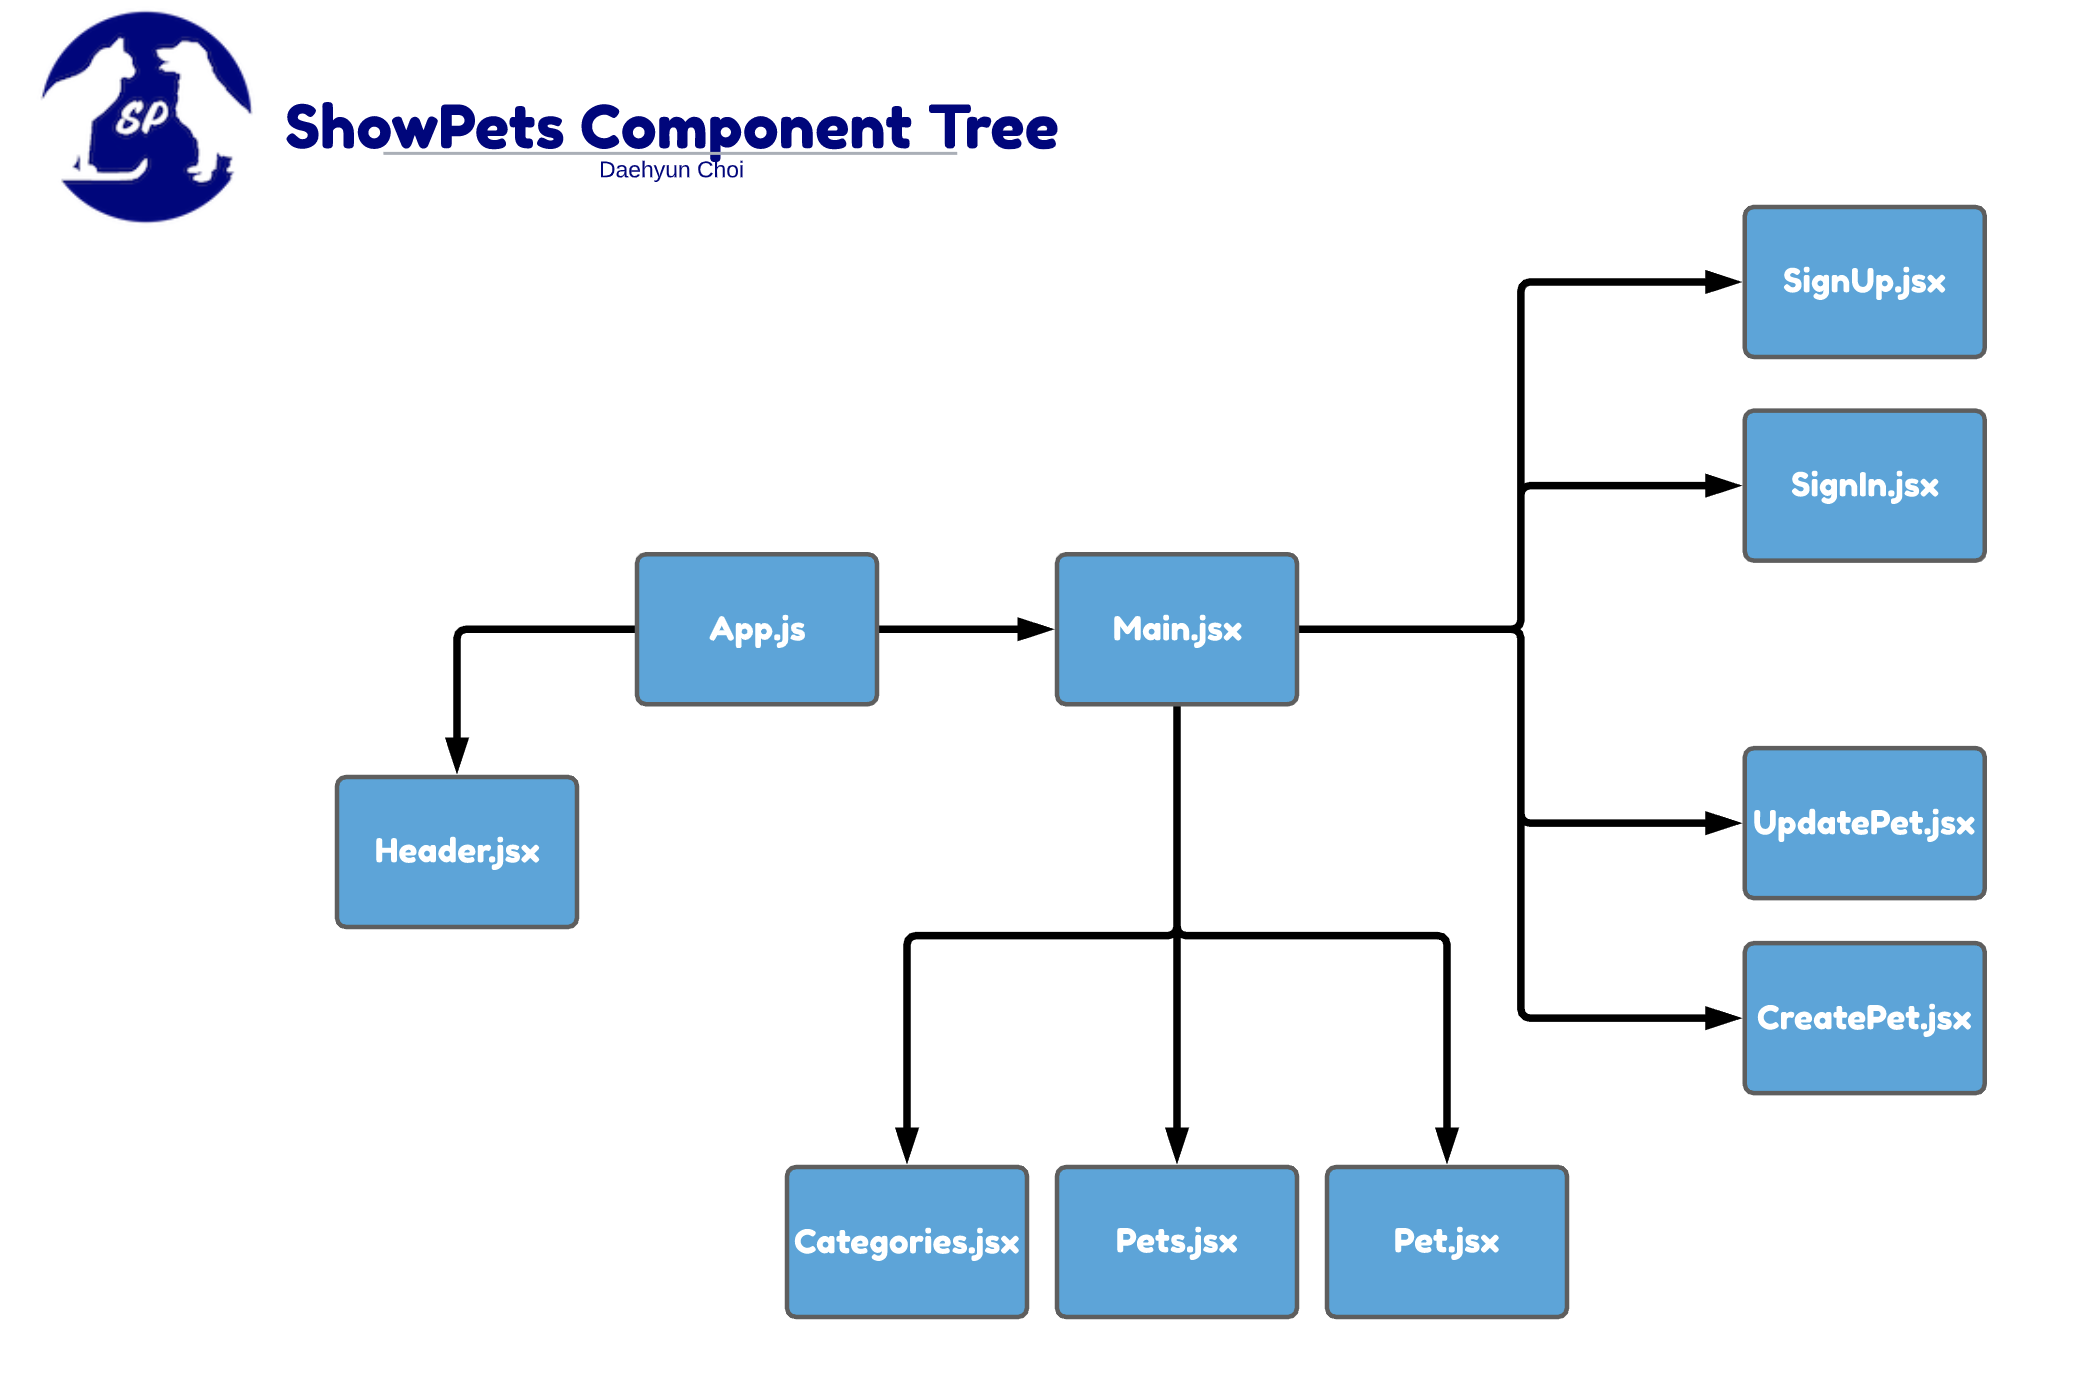 SP
ShowPets Component Tree
Daehyun Choi
SignUp.jsx
SignIn.jsx
App.js
Main.jsx
UpdatePet.jsx
Header.jsx
CreatePet.jsx
Categories.jsx
Pets.jsx
Pet.jsx